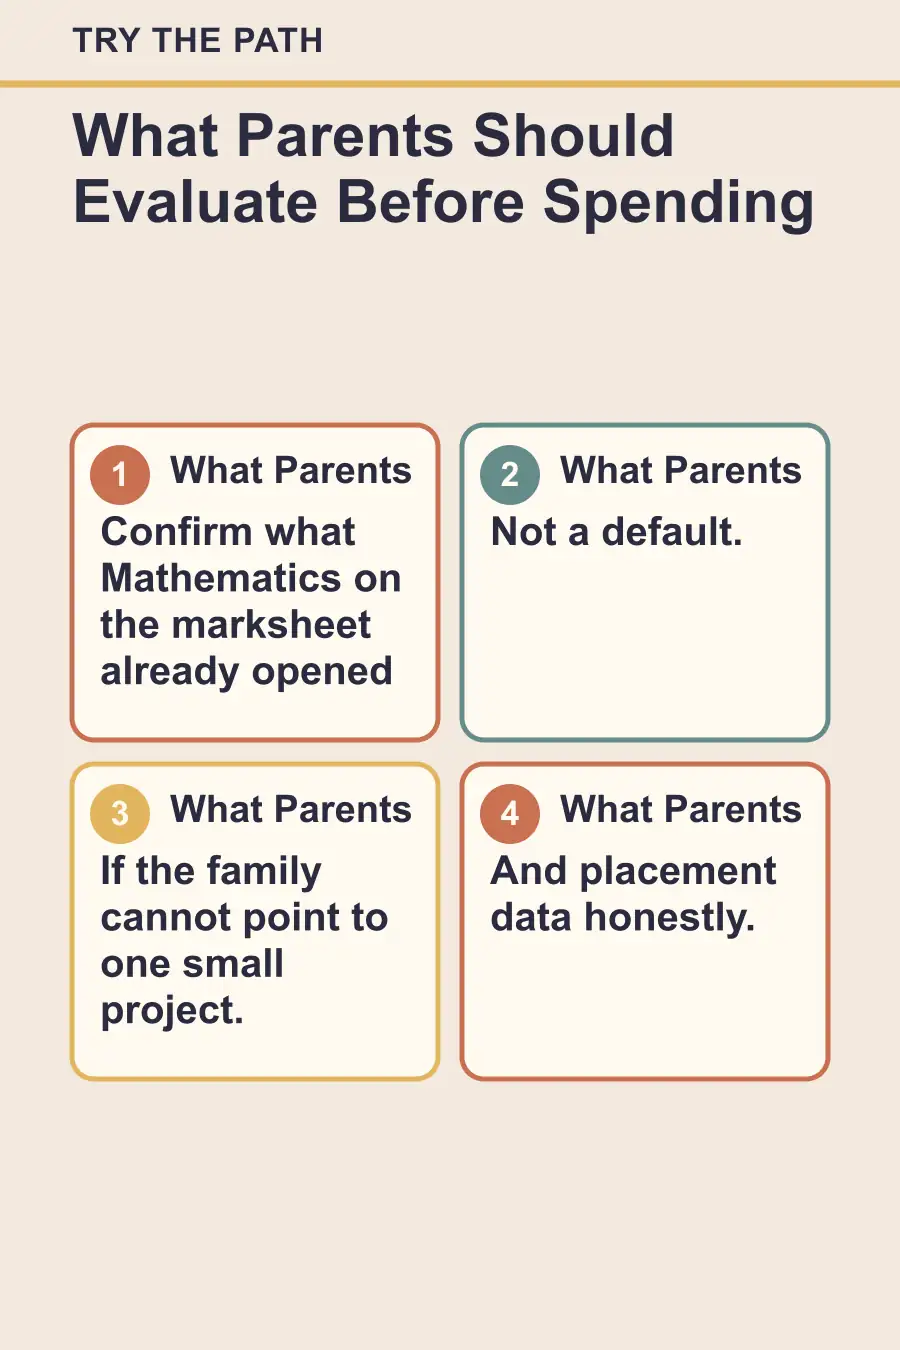 TRY THE PATH
What Parents Should
Evaluate Before Spending
1 What Parents
Confirm what
Mathematics on
the marksheet
already opened
2 What Parents
Not a default.
3 What Parents
If the family
cannot point to
one small
project.
4 What Parents
And placement
data honestly.